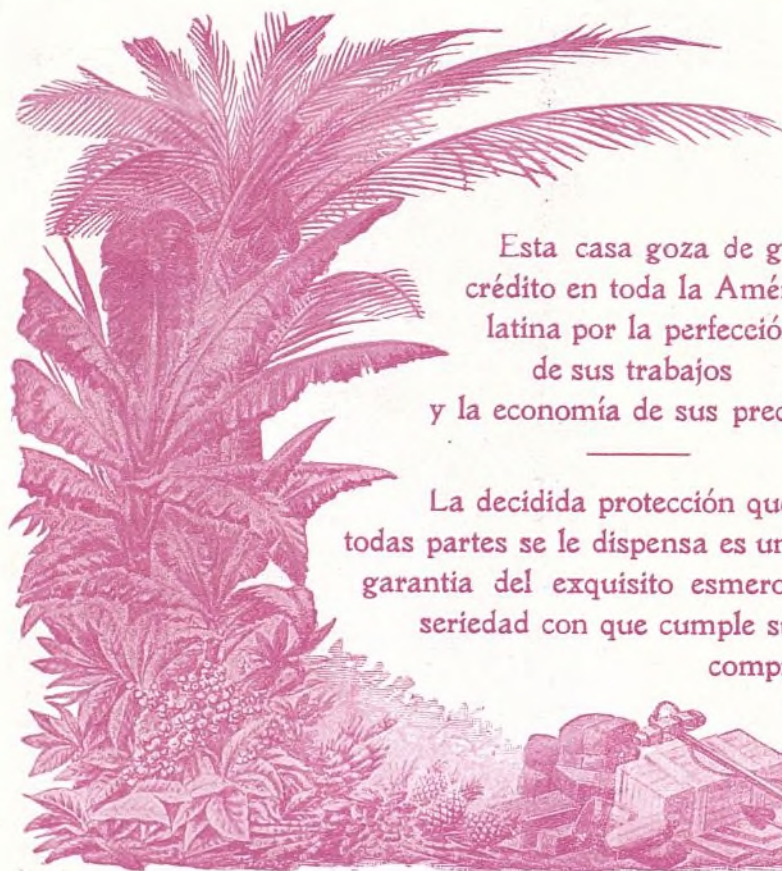 Esta casa goza de g
crédito en toda la Amé
latina por la perfecció
de sus trabajos
y la economía de sus prec
La decidida protección que
todas partes se le dispensa es un
garantia del exquisito esmero
seriedad con que cumple su
comp